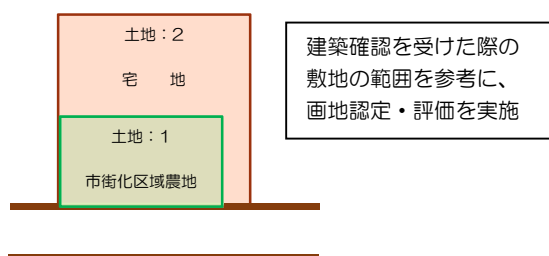 土地：2
宅　地
土地：1
市街化区域農地
建築確認を受けた際の
敷地の範囲を参考に、
画地認定・評価を実施